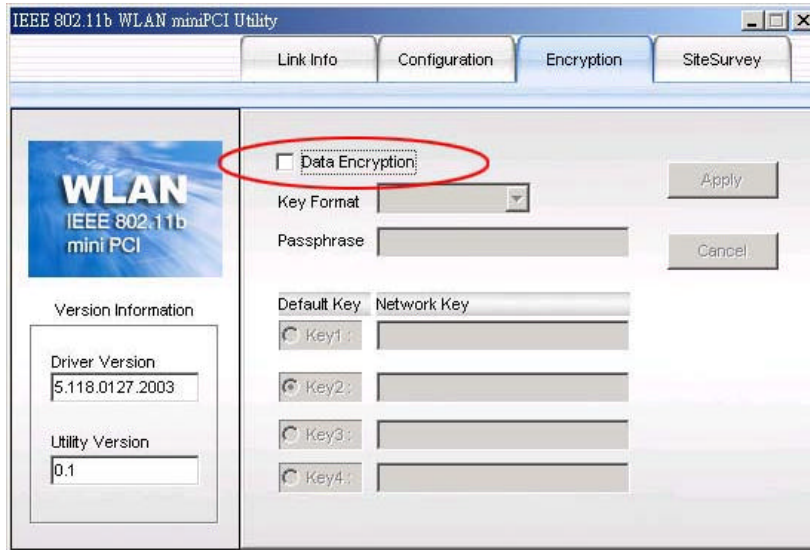 IEEE 802.11b WLAN miniPCI Utility
Link Info
Configuration
Encryption
SiteSurvey
WLAN
IEEE 802.11b
mini PCI
Version Information
Driver Version
5.118.0127.2003
Utility Version
0.1
Data Encryption
Key Format
Passphrase
Apply
Cancel
Default Key Network Key
Key1 :
Key2 :
Key3 :
Key4 :